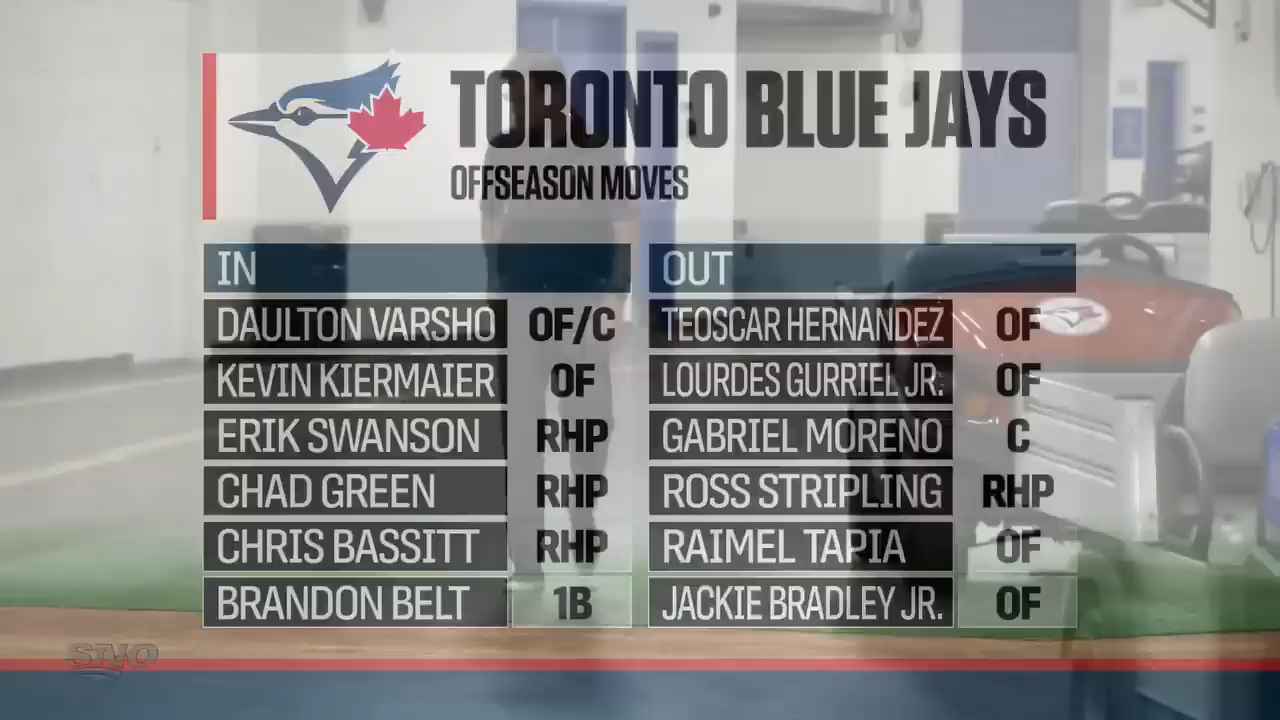 TORONTO BLUE JAYS
OFFSEASON MOVES
IN
DAULTON VARSHO OF/C
KEVIN KIERMAIER OF
ERIK SWANSON RHP
CHAD GREEN RHP
CHRIS BASSITT RHP
BRANDON BELT 1B
OUT
TEOSCAR HERNANDEZ OF
LOURDES GURRIEL JR. OF
GABRIEL MORENO C
ROSS STRIPLING RHP
RAIMEL TAPIA OF
JACKIE BRADLEY JR. OF
SNO